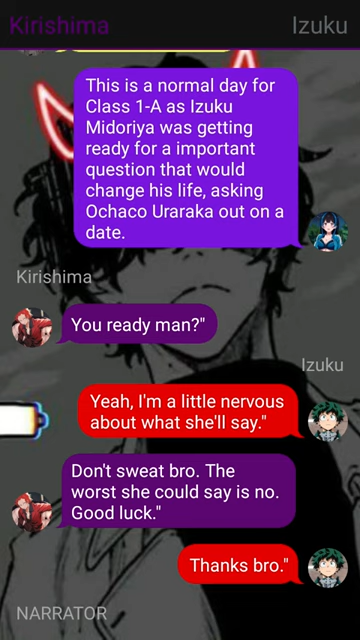 Kirishima Izuku
This is a normal day for
Class 1-A as Izuku
Midoriya was getting
ready for a important
question that would
change his life, asking
Ochaco Uraraka out on a
date.
Kirishima
You ready man?"
Izuku
Yeah, I'm a little nervous
about what she'll say."
Don't sweat bro. The
worst she could say is no.
Good luck."
Thanks bro."
NARRATOR